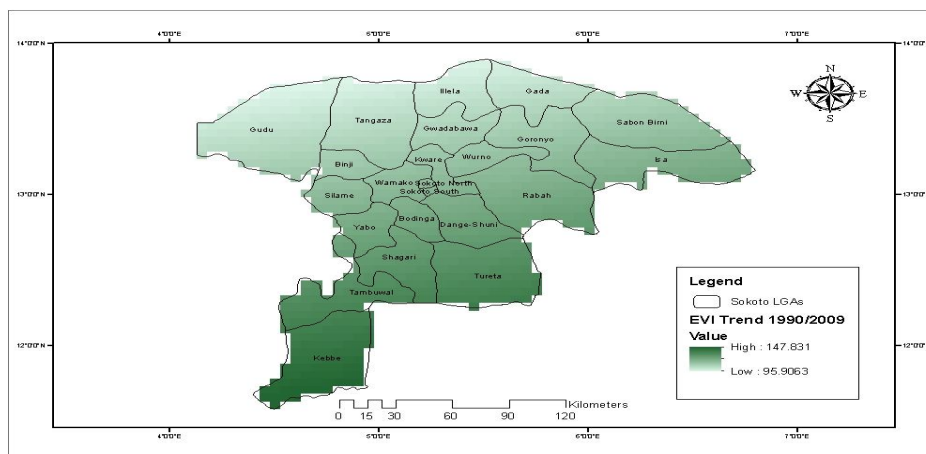 4°0'0"E 5°0'0"E 6°0'0"E 7°0'0"E
14°0'0"N 14°0'0"N
N
W E
S
Illela Gada
Gudu Tangaza Gwadabawa Sabon Birni
Goronyo
Binji Kware Wurno Isa
13°0'0"N Wamako Sokoto North 13°0'0"N
Silame Sokoto South Rabah
Yabo Bodinga Dange-Shuni
Shagari
Tureta
Tambuwal
Legend
Sokoto LGAs
EVI Trend 1990/2009
Value
High : 147.831
Low : 95.9063
12°0'0"N 12°0'0"N
Kebbe
Kilometers
0 15 30 60 90 120
4°0'0"E 5°0'0"E 6°0'0"E 7°0'0"E